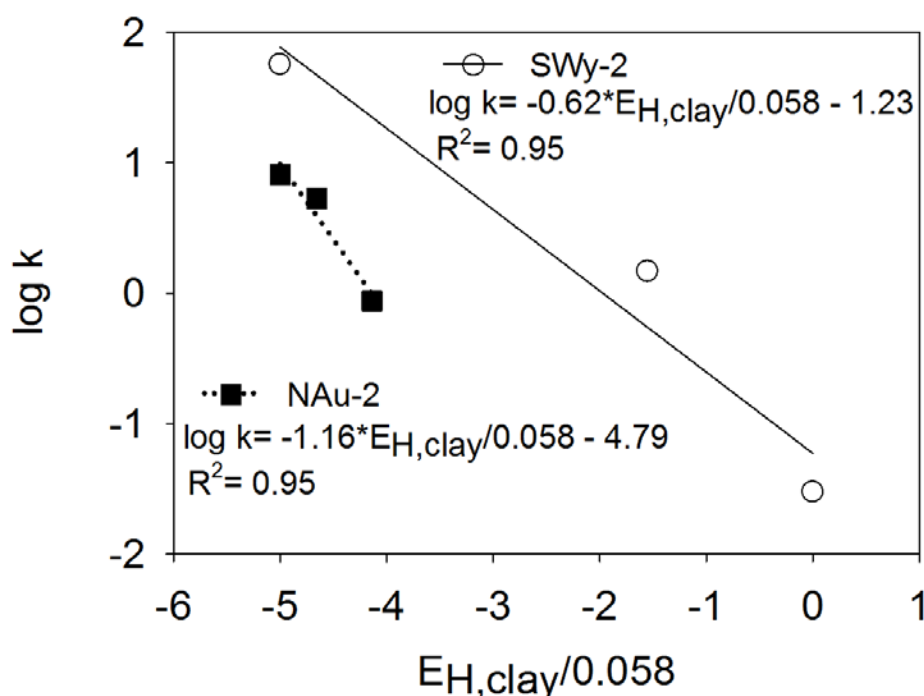 2
SWy-2
log k= -0.62*EH,clay/0.058 - 1.23
R2= 0.95
1
log k
0
NAu-2
log k= -1.16*EH,clay/0.058 - 4.79
-1
R2= 0.95
-2
-6 -5 -4 -3 -2 -1 0 1
EH,clay/0.058